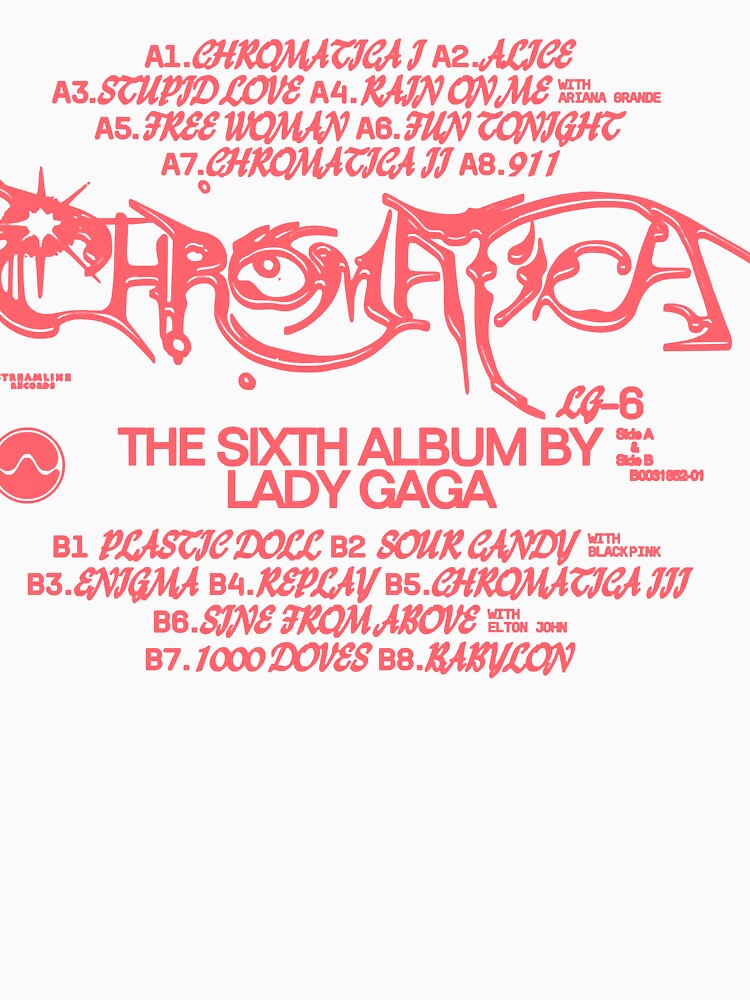 A1.CHROMATICA I A2.ALICE
A3.STUPID LOVE A4.RAIN ON ME WITH ARIANA GRANDE
A5.FREE WOMAN A6.FUN TONIGHT
A7.CHROMATICA II A8.911
CHROMATICA
STREAMLINE
RECORDS
LG-6
THE SIXTH ALBUM BY
LADY GAGA
Side A
&
Side B
B0031652-01
B1 PLASTIC DOLL B2 SOUR CANDY WITH BLACKPINK
B3.ENIGMA B4.REPLAY B5.CHROMATICA III
B6.SINE FROM ABOVE WITH ELTON JOHN
B7.1000 DOVES B8.BABYLON